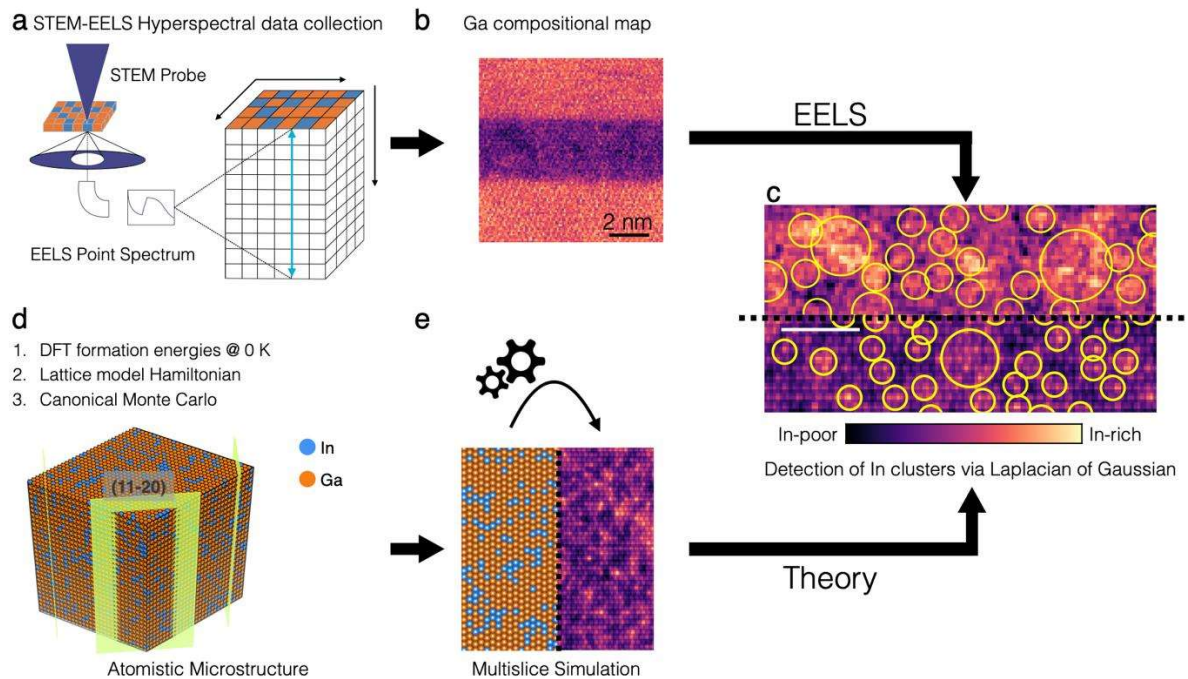 a STEM-EELS Hyperspectral data collection
STEM Probe
EELS Point Spectrum
b Ga compositional map
2 nm
EELS
c
In-poor In-rich
Detection of In clusters via Laplacian of Gaussian
d
1. DFT formation energies @ 0 K
2. Lattice model Hamiltonian
3. Canonical Monte Carlo
In
Ga
(11-20)
Atomistic Microstructure
e
Multislice Simulation
Theory